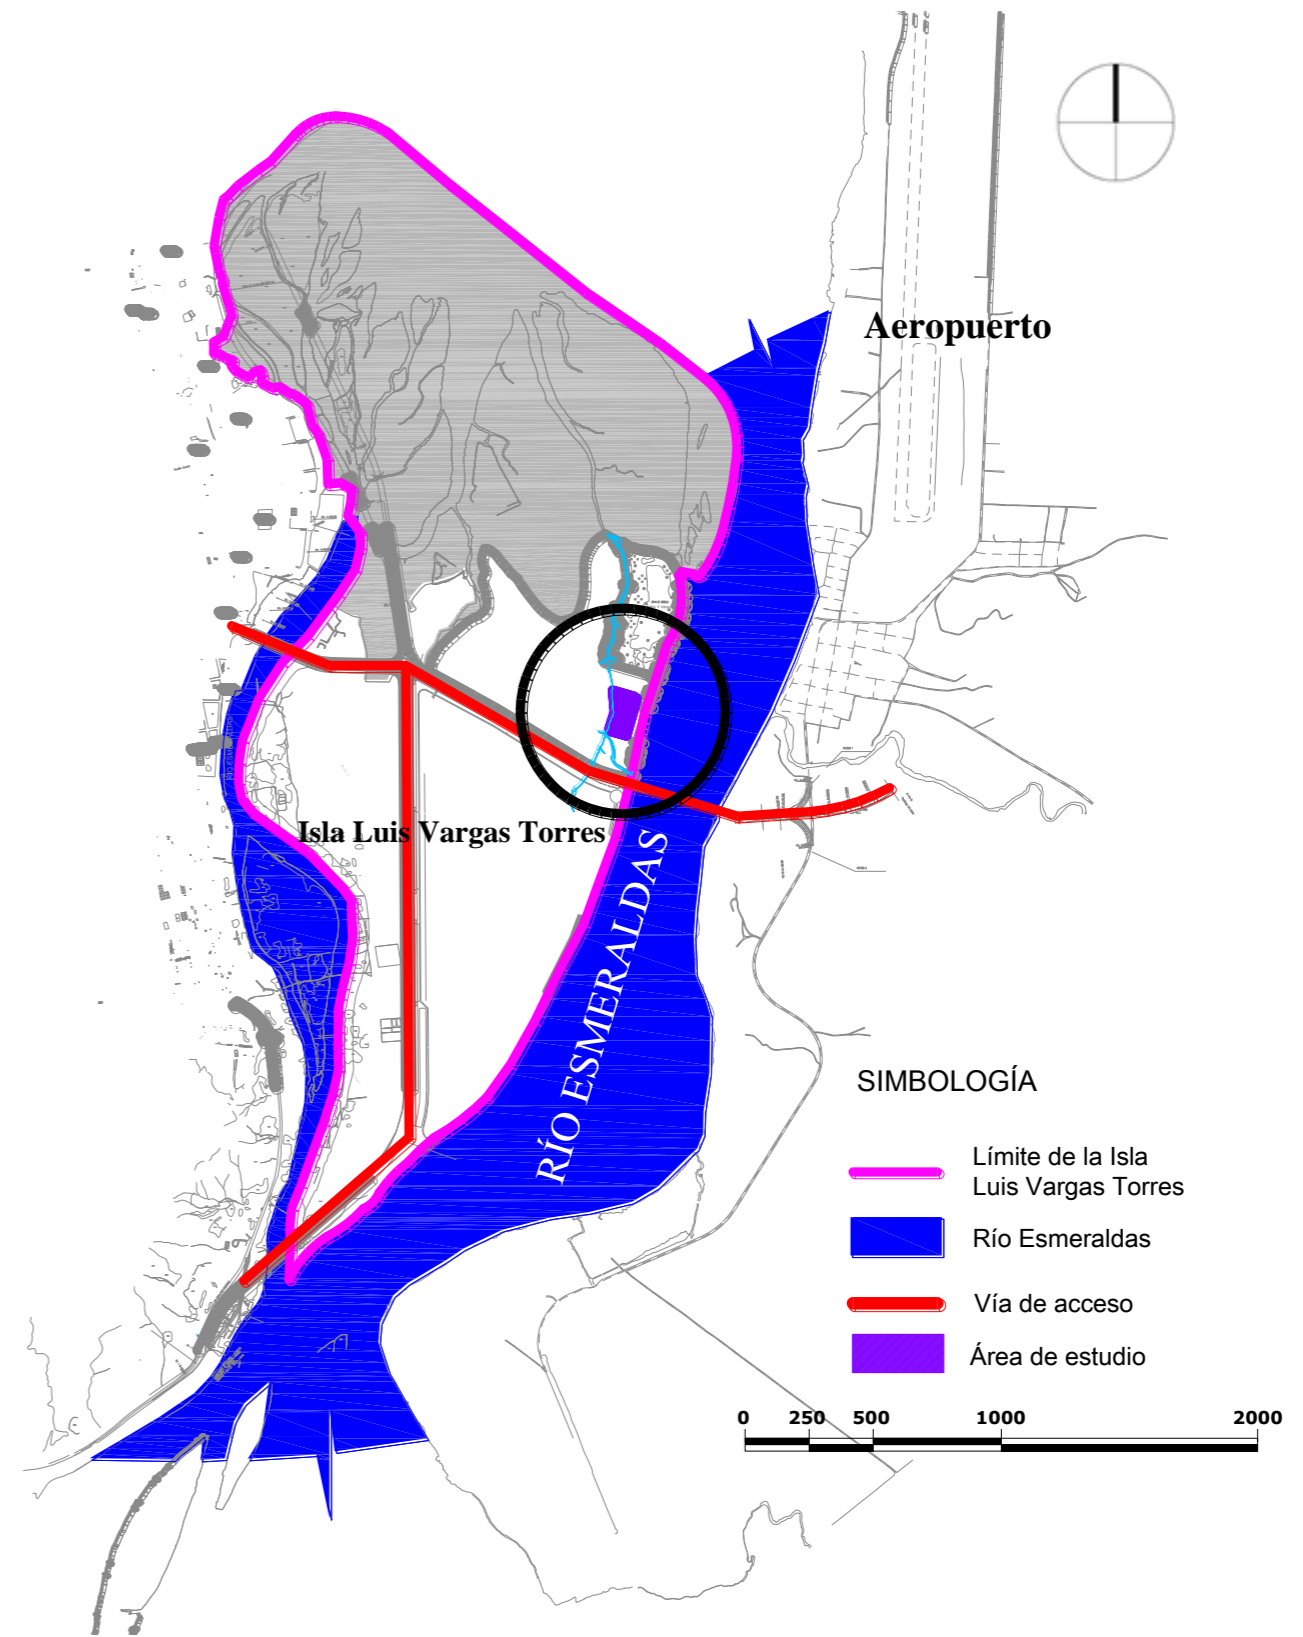 Aeropuerto
Isla Luis Vargas Torres
RÍO ESMERALDAS
SIMBOLOGÍA
Límite de la Isla
Luis Vargas Torres
Río Esmeraldas
Vía de acceso
Área de estudio
0 250 500 1000 2000